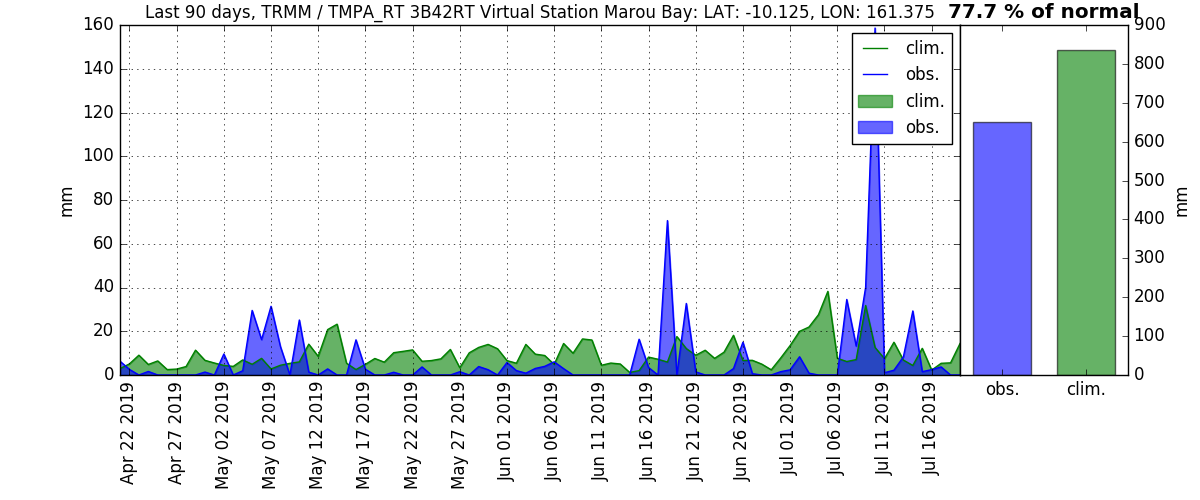 Last 90 days, TRMM / TMPA_RT 3B42RT Virtual Station Marou Bay: LAT: -10.125, LON: 161.375 77.7 % of normal
160
140
120
100
80
60
40
20
0
mm
clim.
obs.
clim.
obs.
Apr 22 2019
Apr 27 2019
May 02 2019
May 07 2019
May 12 2019
May 17 2019
May 22 2019
May 27 2019
Jun 01 2019
Jun 06 2019
Jun 11 2019
Jun 16 2019
Jun 21 2019
Jun 26 2019
Jul 01 2019
Jul 06 2019
Jul 11 2019
Jul 16 2019
900
800
700
600
500
400
300
200
100
0
mm
obs.
clim.